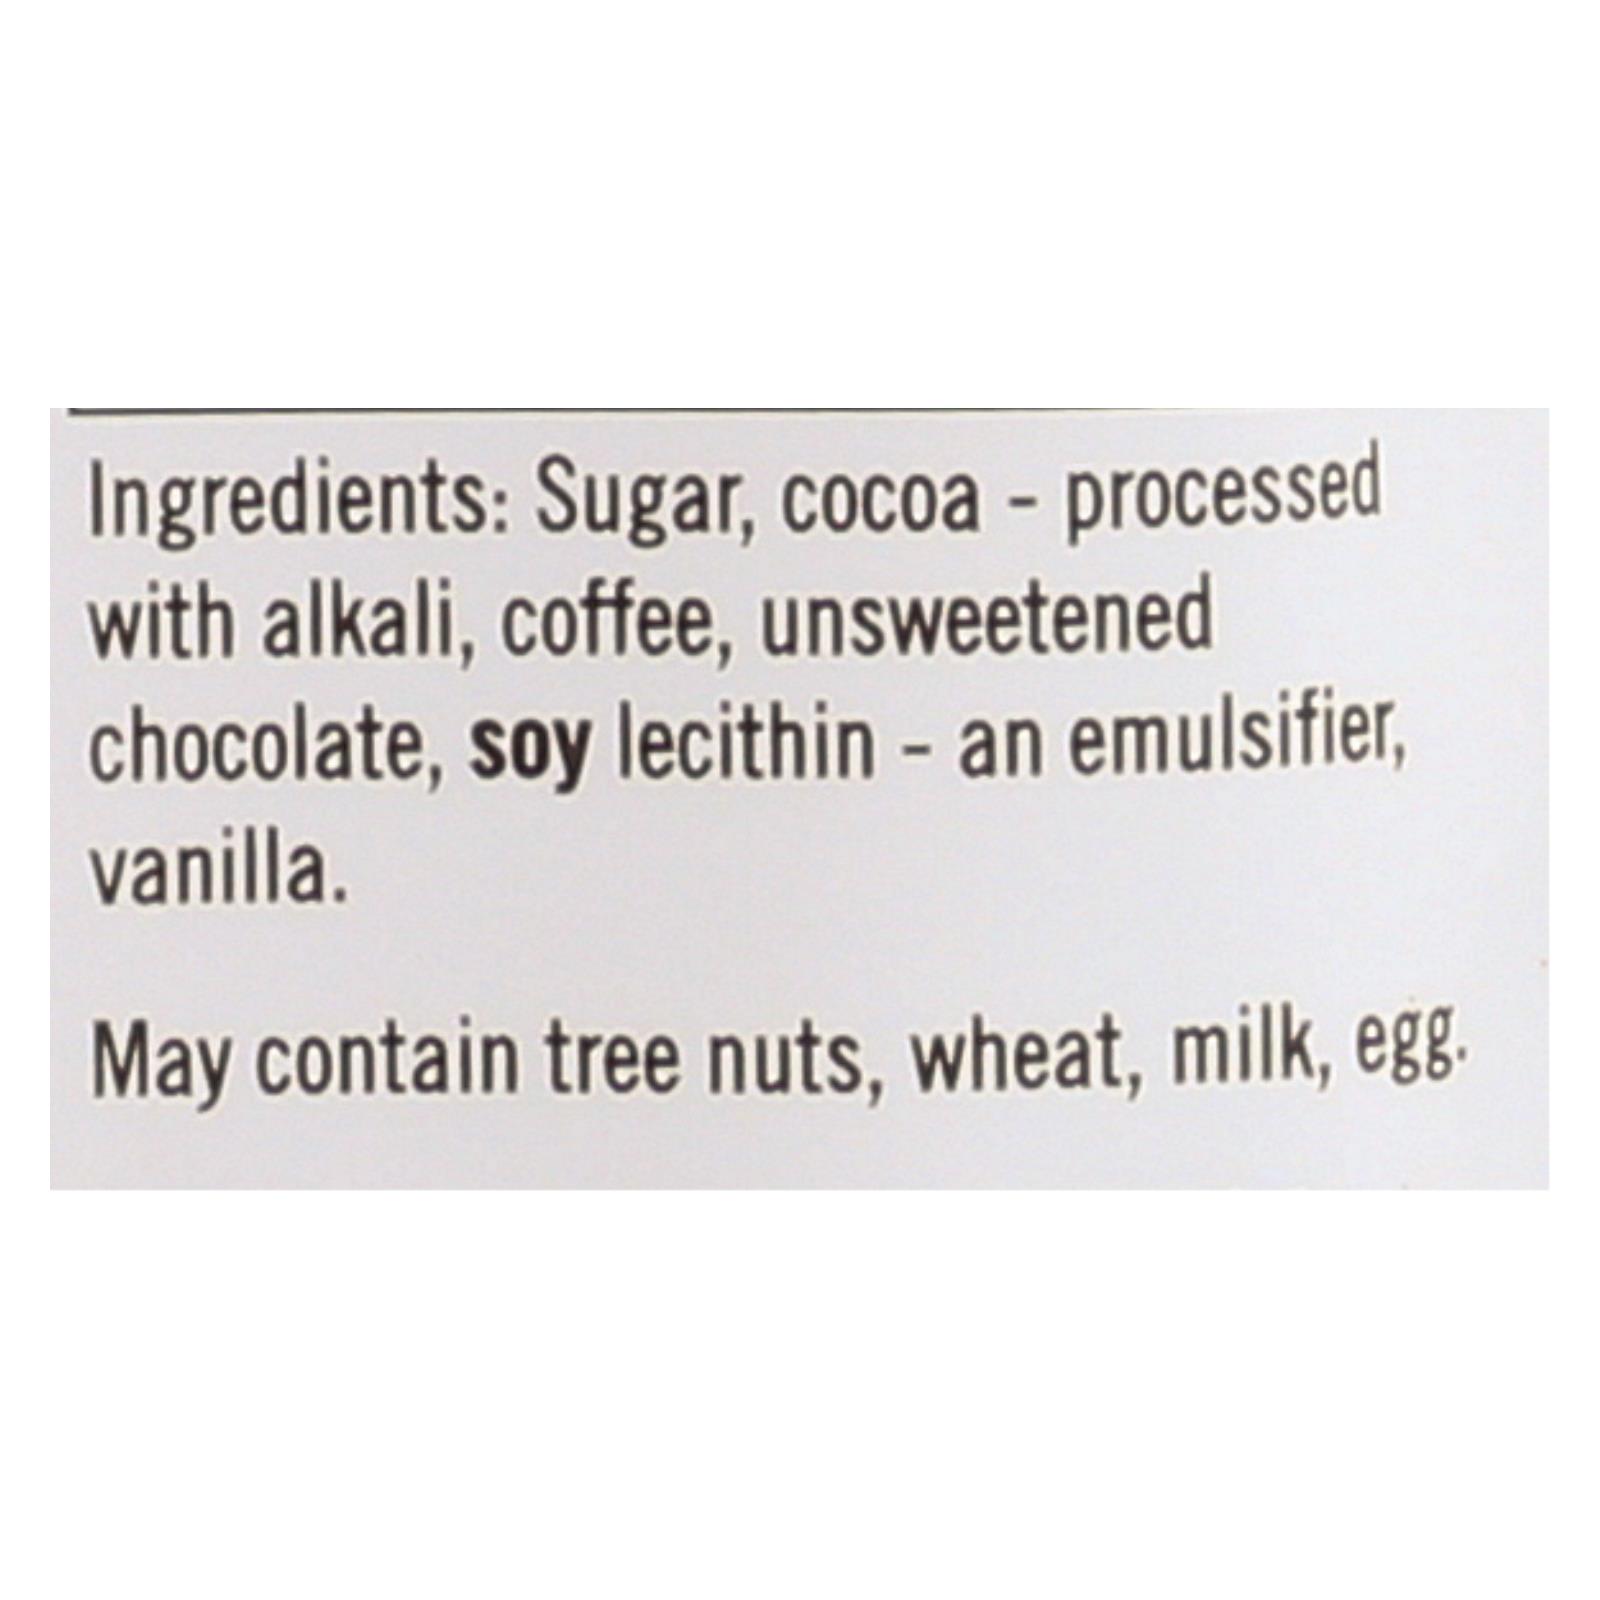 Ingredients: Sugar, cocoa - processed
with alkali, coffee, unsweetened
chocolate, soy lecithin - an emulsifier,
vanilla.
May contain tree nuts, wheat, milk, egg.